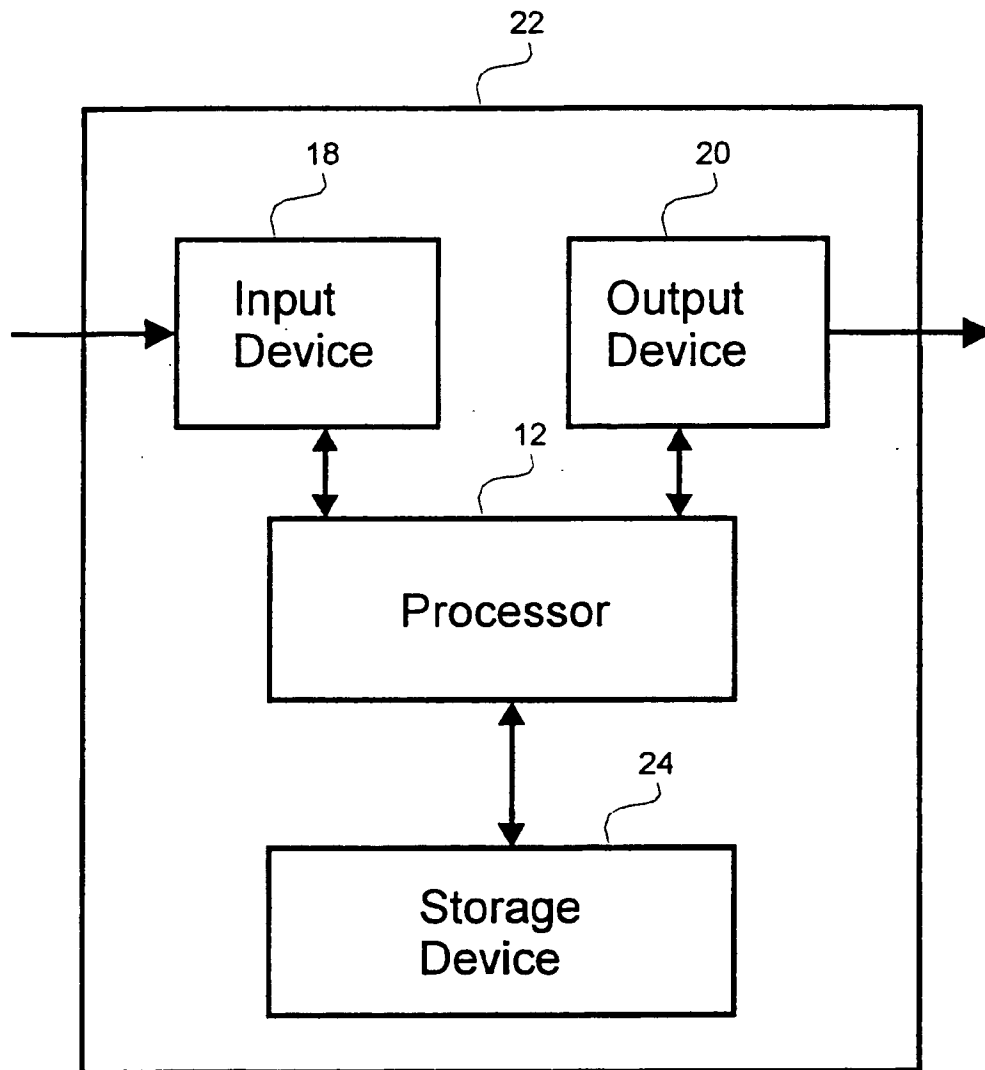 22
18
20
Input
Device
Output
Device
12
Processor
24
Storage
Device